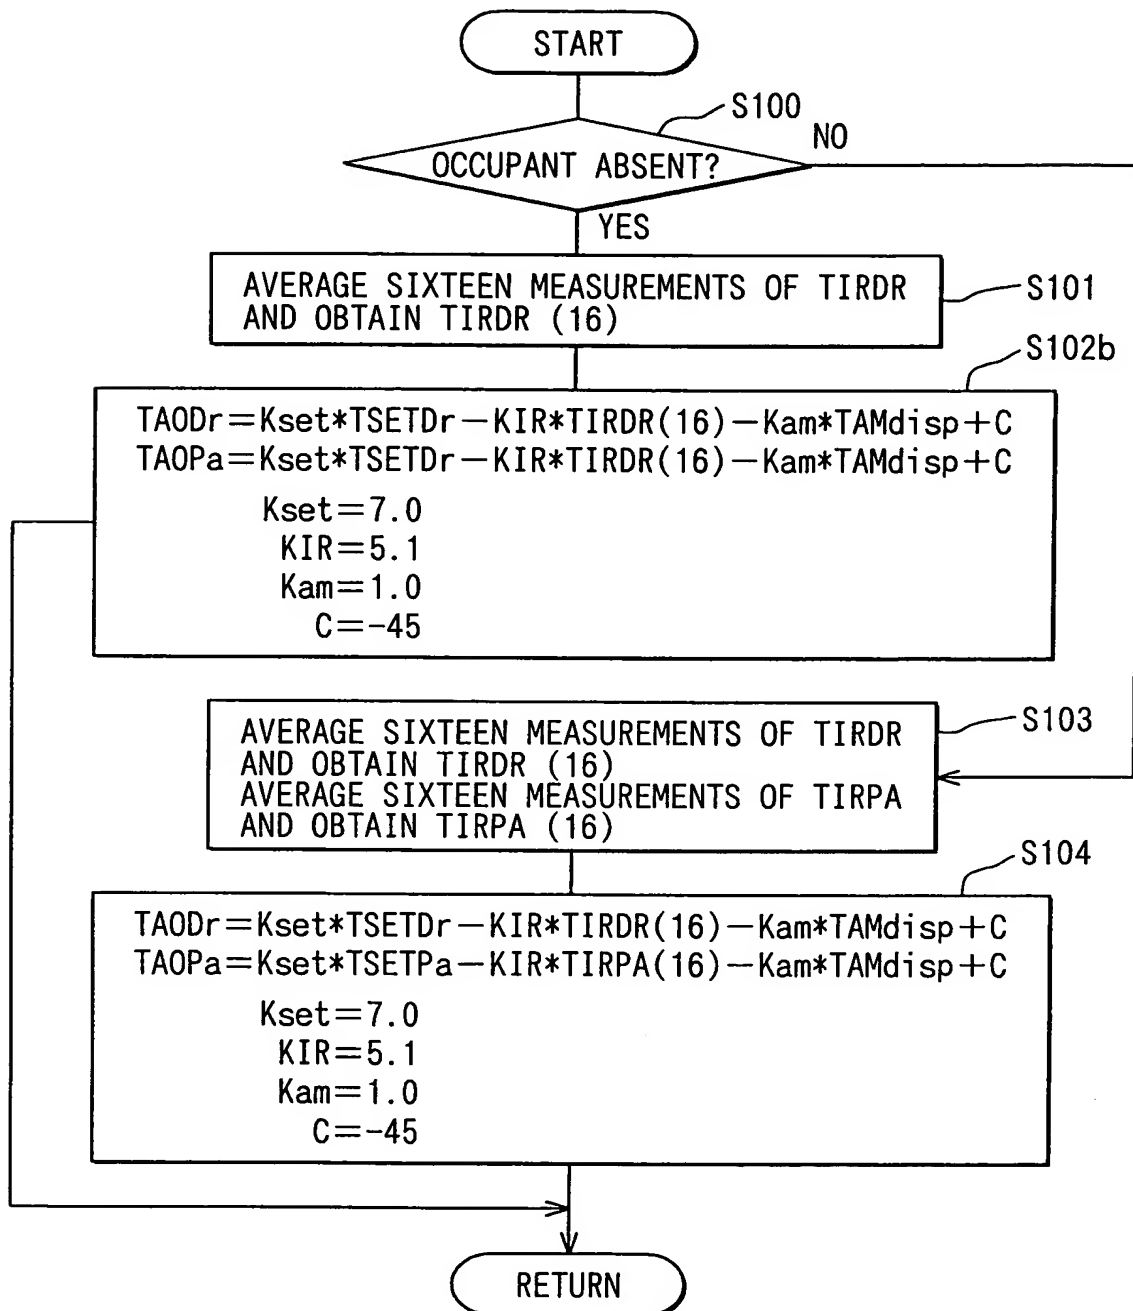 START
S100
NO
OCCUPANT ABSENT?
YES
AVERAGE SIXTEEN MEASUREMENTS OF TIRDR
AND OBTAIN TIRDR (16)
S101
S102b
TAODr=Kset*TSETDr−KIR*TIRDR(16)−Kam*TAMdisp+C
TAOPa=Kset*TSETDr−KIR*TIRDR(16)−Kam*TAMdisp+C
Kset=7.0
KIR=5.1
Kam=1.0
C=-45
S103
AVERAGE SIXTEEN MEASUREMENTS OF TIRDR
AND OBTAIN TIRDR (16)
AVERAGE SIXTEEN MEASUREMENTS OF TIRPA
AND OBTAIN TIRPA (16)
S104
TAODr=Kset*TSETDr−KIR*TIRDR(16)−Kam*TAMdisp+C
TAOPa=Kset*TSETPa−KIR*TIRPA(16)−Kam*TAMdisp+C
Kset=7.0
KIR=5.1
Kam=1.0
C=-45
RETURN